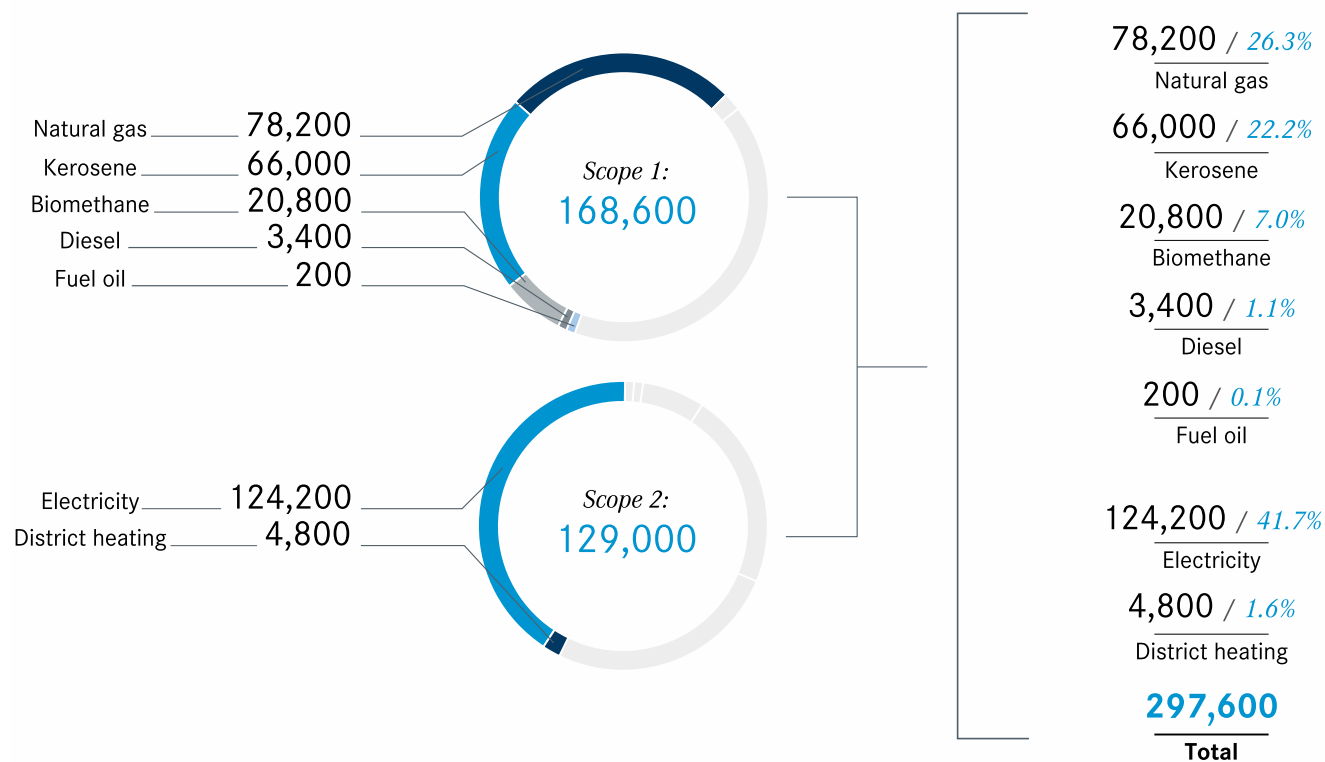 Natural gas 78,200
Kerosene 66,000
Biomethane 20,800
Diesel 3,400
Fuel oil 200
Scope 1:
168,600
Electricity 124,200
District heating 4,800
Scope 2:
129,000
78,200 / 26.3%
Natural gas
66,000 / 22.2%
Kerosene
20,800 / 7.0%
Biomethane
3,400 / 1.1%
Diesel
200 / 0.1%
Fuel oil
124,200 / 41.7%
Electricity
4,800 / 1.6%
District heating
297,600
Total